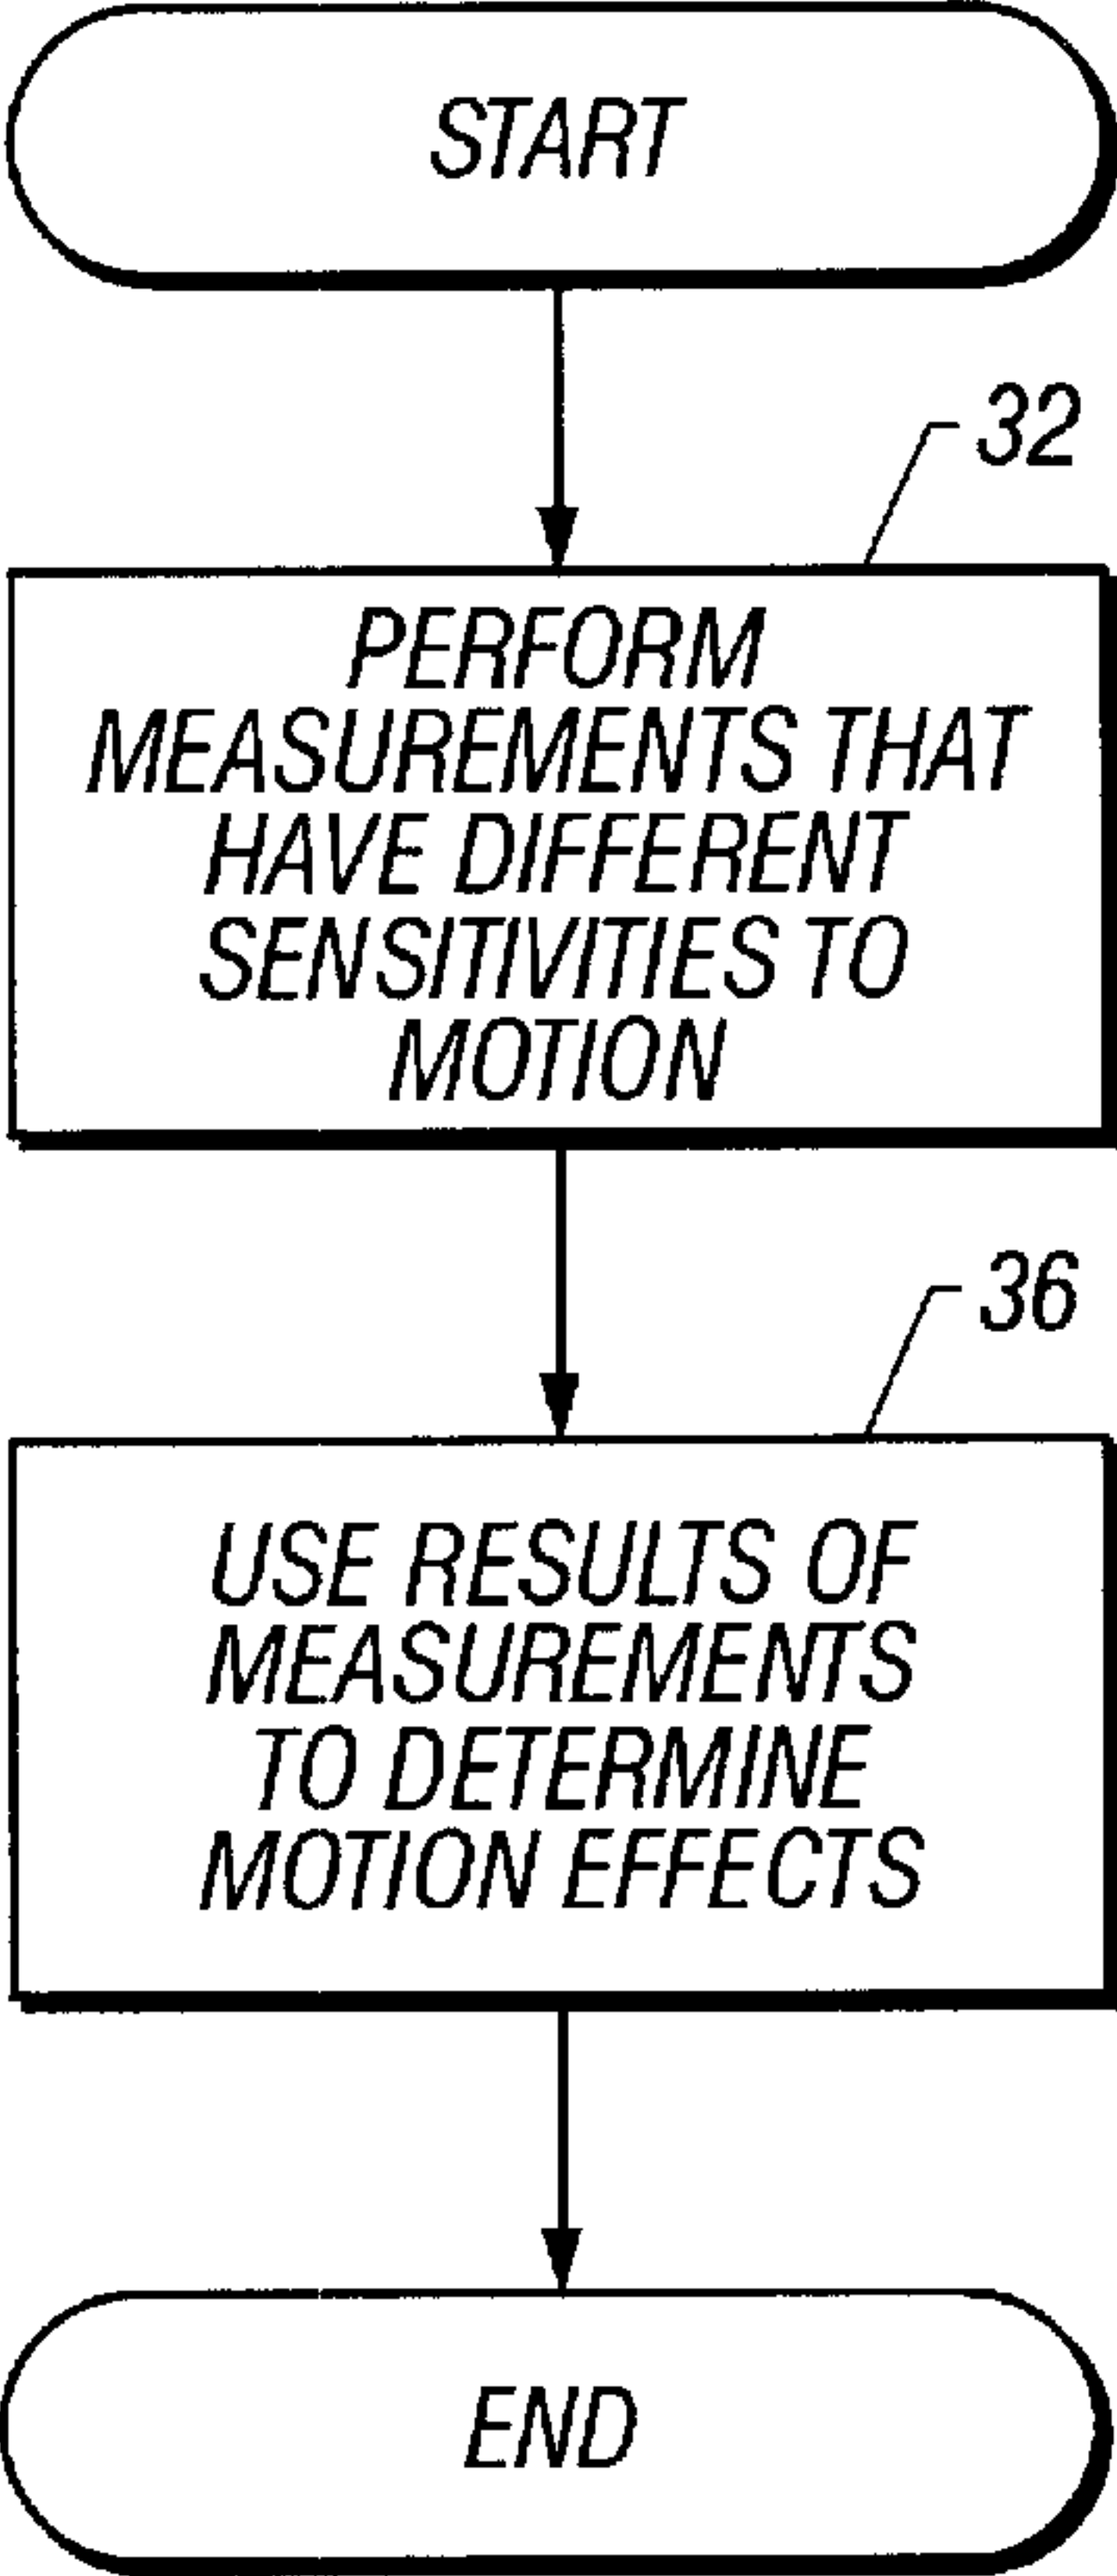 START
32
PERFORM
MEASUREMENTS THAT
HAVE DIFFERENT
SENSITIVITIES TO
MOTION
36
USE RESULTS OF
MEASUREMENTS
TO DETERMINE
MOTION EFFECTS
END